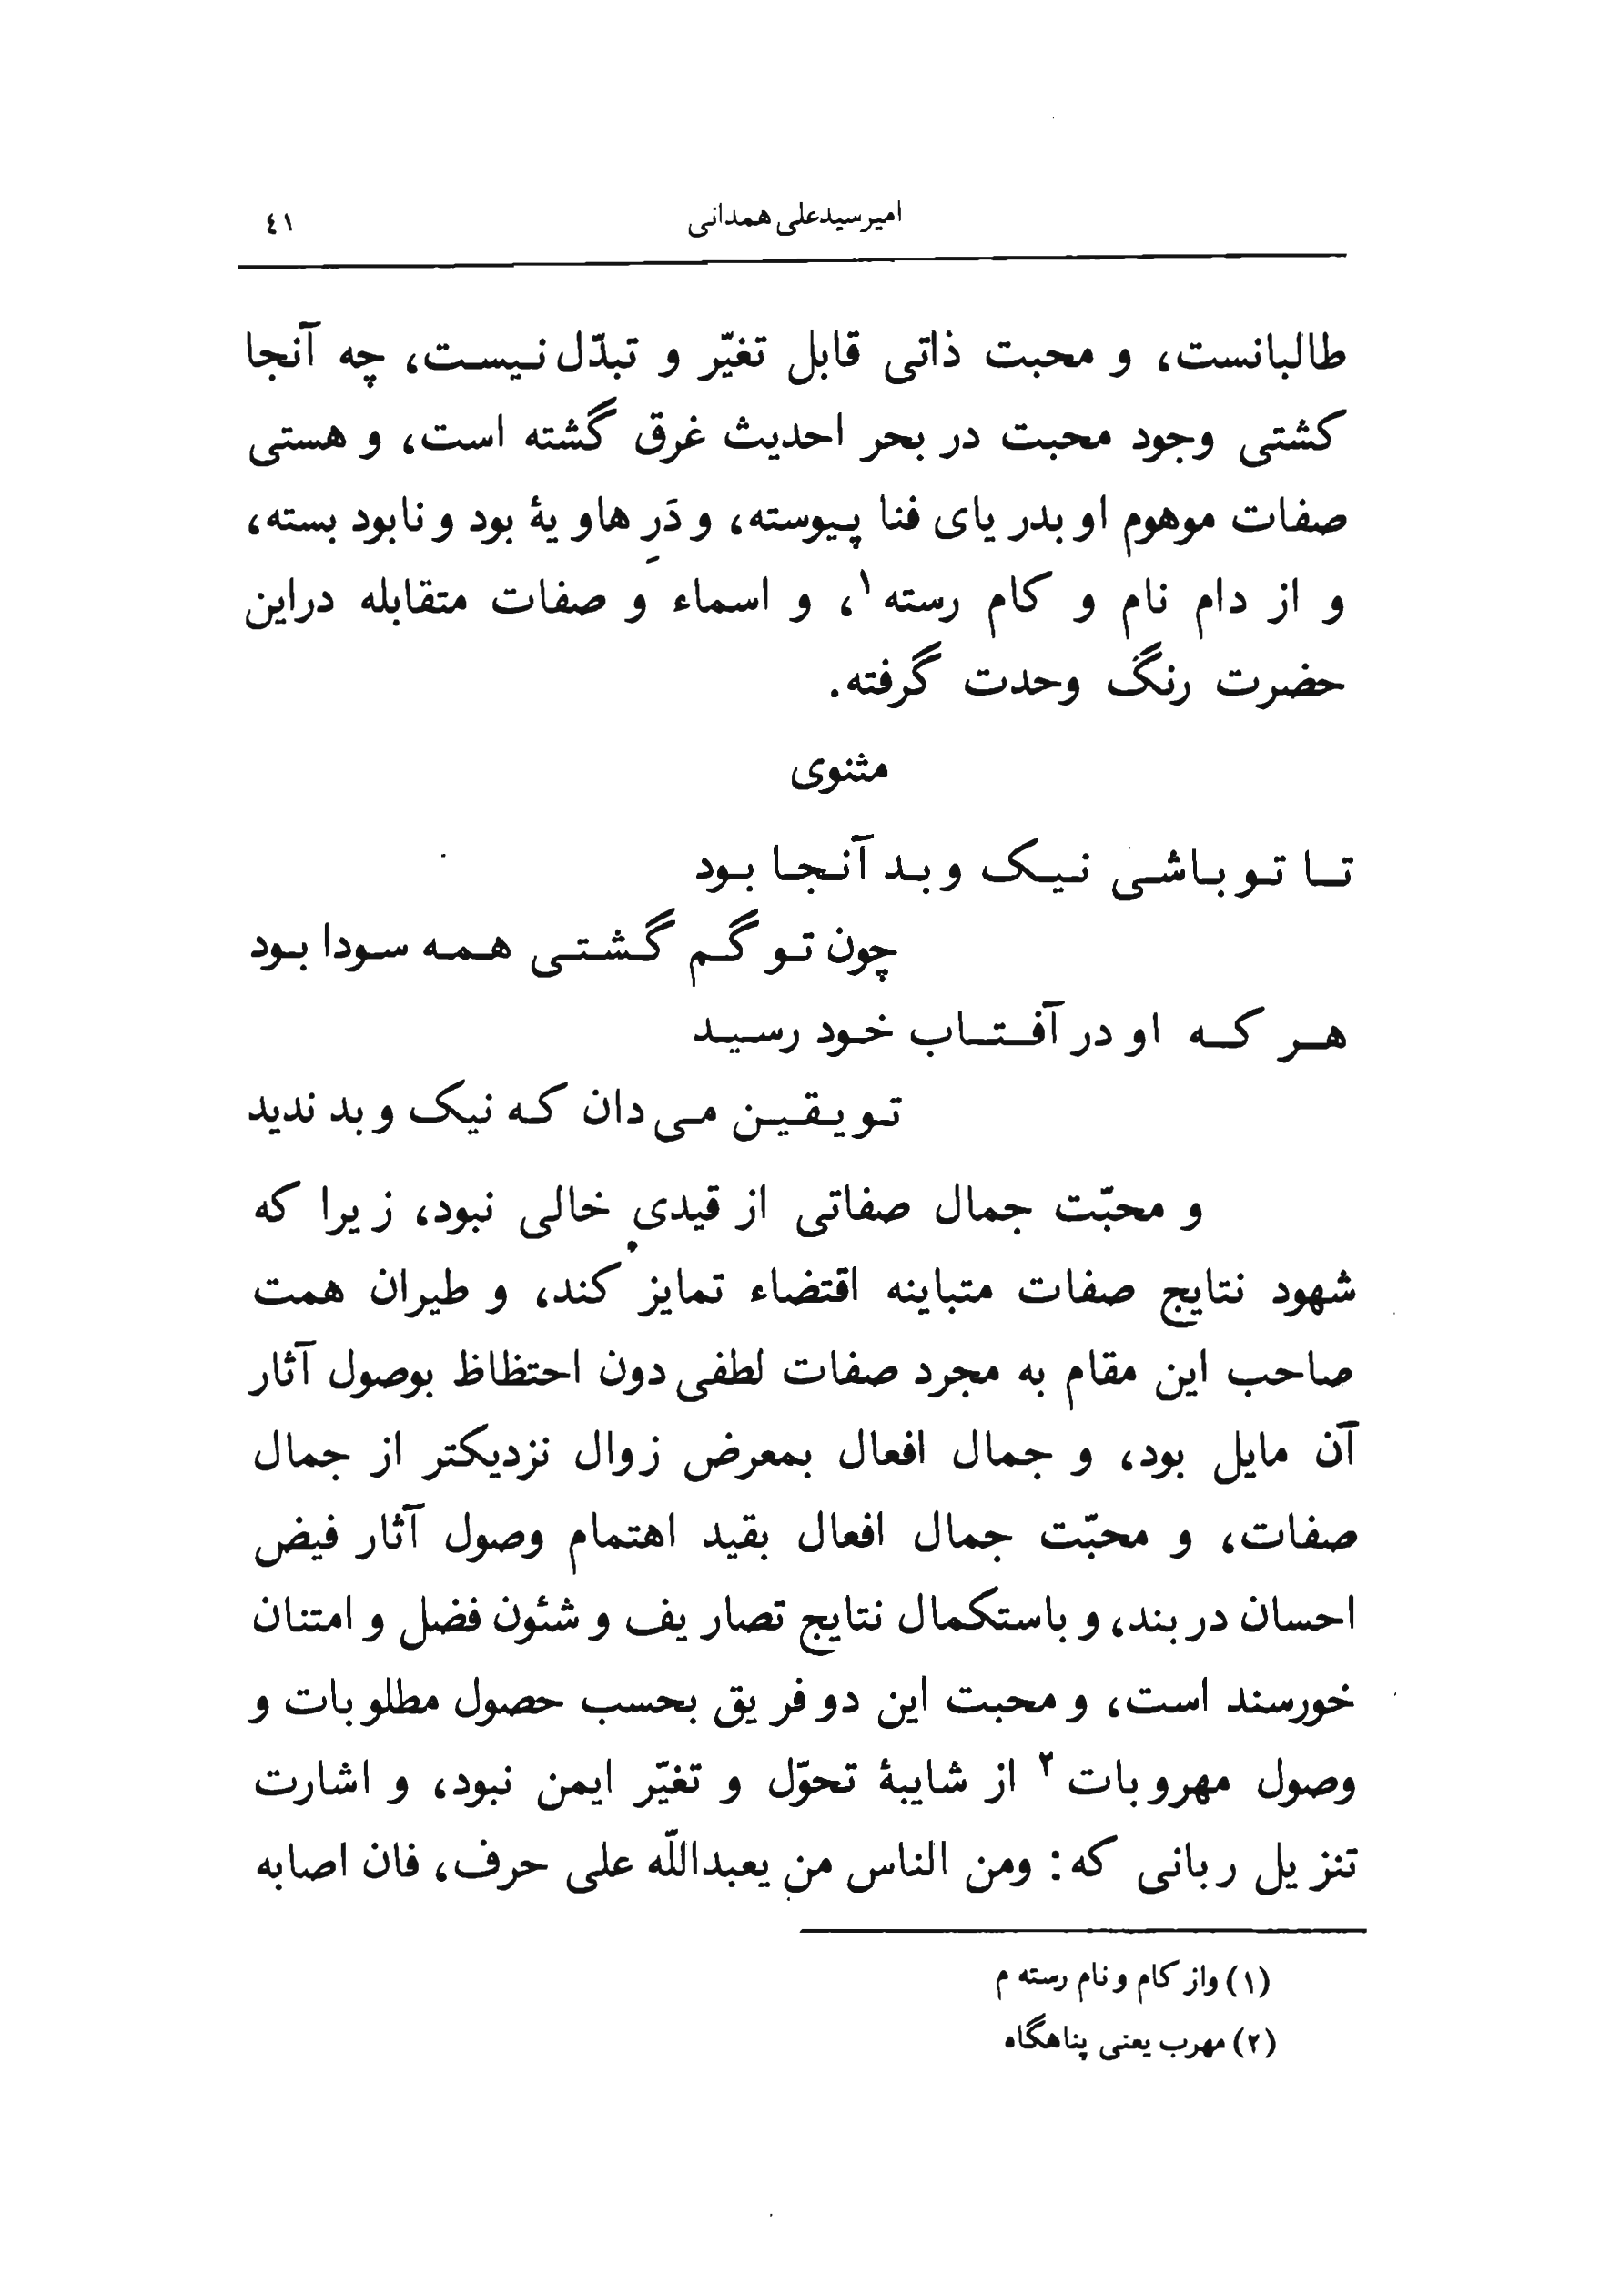 امیرسیدعلی همدانی
٤١
طالبانست، و محبت ذاتی قابل تغیّر و تبدّل نیست، چه آنجا
کشتی وجود محبت در بحر احدیث غرق گشته است، و هستی
صفات موهوم او بدریای فنا پیوسته، و دَرِ هاویهٔ بود و نابود بسته،
و از دام نام و کام رسته۱، و اسماء و صفات متقابله دراین
حضرت رنگ وحدت گرفته.
مثنوی
تا تو باشی نیک و بد آنجا بود
چون تو گم گشتی همه سودا بود
هر که او در آفتاب خود رسید
تو یقین می دان که نیک و بد ندید
و محبّت جمال صفاتی از قیدی خالی نبود، زیرا که
شهود نتایج صفات متباینه اقتضاء تمایز کند، و طیران همت
صاحب این مقام به مجرد صفات لطفی دون احتظاظ بوصول آثار
آن مایل بود، و جمال افعال بمعرض زوال نزدیکتر از جمال
صفات، و محبّت جمال افعال بقید اهتمام وصول آثار فیض
احسان در بند، و باستکمال نتایج تصاریف و شئون فضل و امتنان
خورسند است، و محبت این دو فریق بحسب حصول مطلوبات و
وصول مهروبات۲ از شایبهٔ تحوّل و تغیّر ایمن نبود، و اشارت
تنزیل ربانی که: ومن الناس من یعبداللّه علی حرف، فان اصابه
(۱) واز کام و نام رسته م
(۲) مهرب یعنی پناهگاه